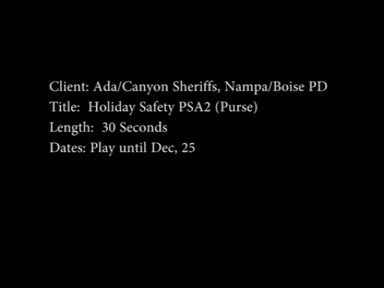 Client: Ada/Canyon Sheriffs, Nampa/Boise PD
Title:  Holiday Safety PSA2 (Purse)
Length:  30 Seconds
Dates: Play until Dec, 25